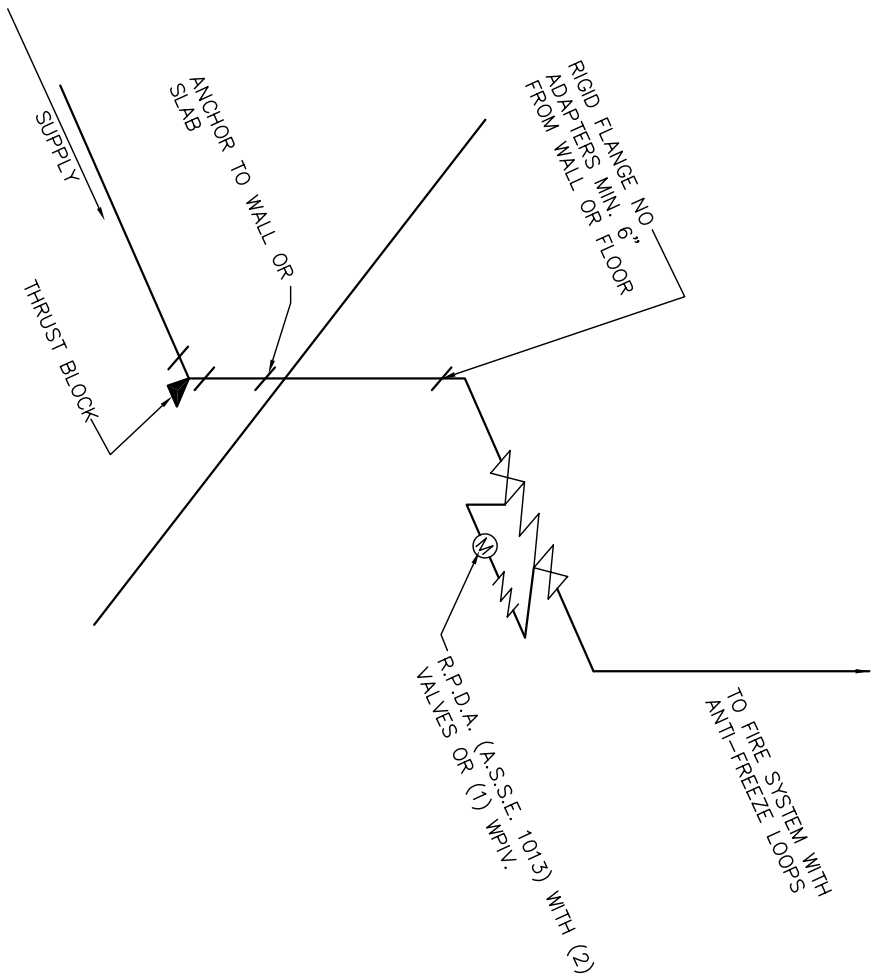 RIGID FLANGE NO
ADAPTERS MIN. 6"
FROM WALL OR FLOOR
ANCHOR TO WALL OR
SLAB
SUPPLY
THRUST BLOCK
M
R.P.D.A. (A.S.S.E. 1013) WITH (2)
VALVES OR (1) WPIV.
TO FIRE SYSTEM WITH
ANTI-FREEZE LOOPS